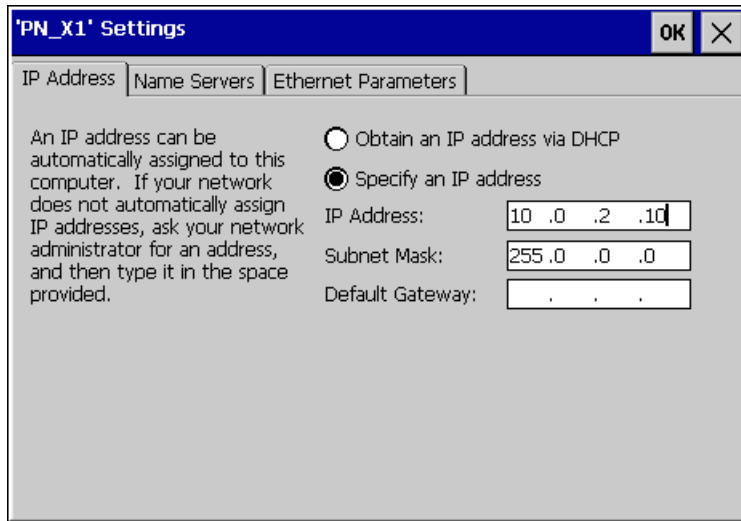 'PN_X1' Settings OK
IP Address Name Servers Ethernet Parameters
An IP address can be
automatically assigned to this
computer. If your network
does not automatically assign
IP addresses, ask your network
administrator for an address,
and then type it in the space
provided.
Obtain an IP address via DHCP
Specify an IP address
IP Address: 10 .0 .2 .10
Subnet Mask: 255 .0 .0 .0
Default Gateway: . . .